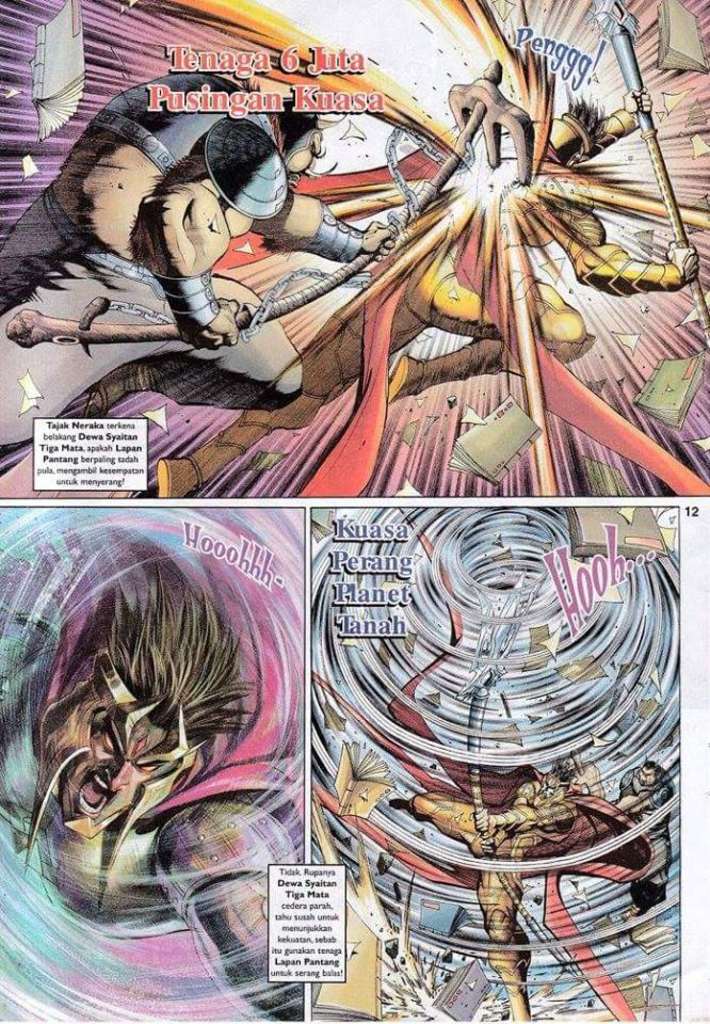 Tenaga 6 Juta
Pusingan Kuasa
Penggg!
Tajak Neraka terkena
belakang Dewa Syaitan
Tiga Mata, apakah Lapan
Pantang berpaling tadah
pula, mengambil kesempatan
untuk menyerang!
12
Hooohhh..
Kuasa
Perang
Planet
Tanah
Hooh...
Tidak. Rupanya
Dewa Syaitan
Tiga Mata
cedera parah,
tahu susah untuk
menunjukkan
kekuatan, sebab
itu gunakan tenaga
Lapan Pantang
untuk serang balas!